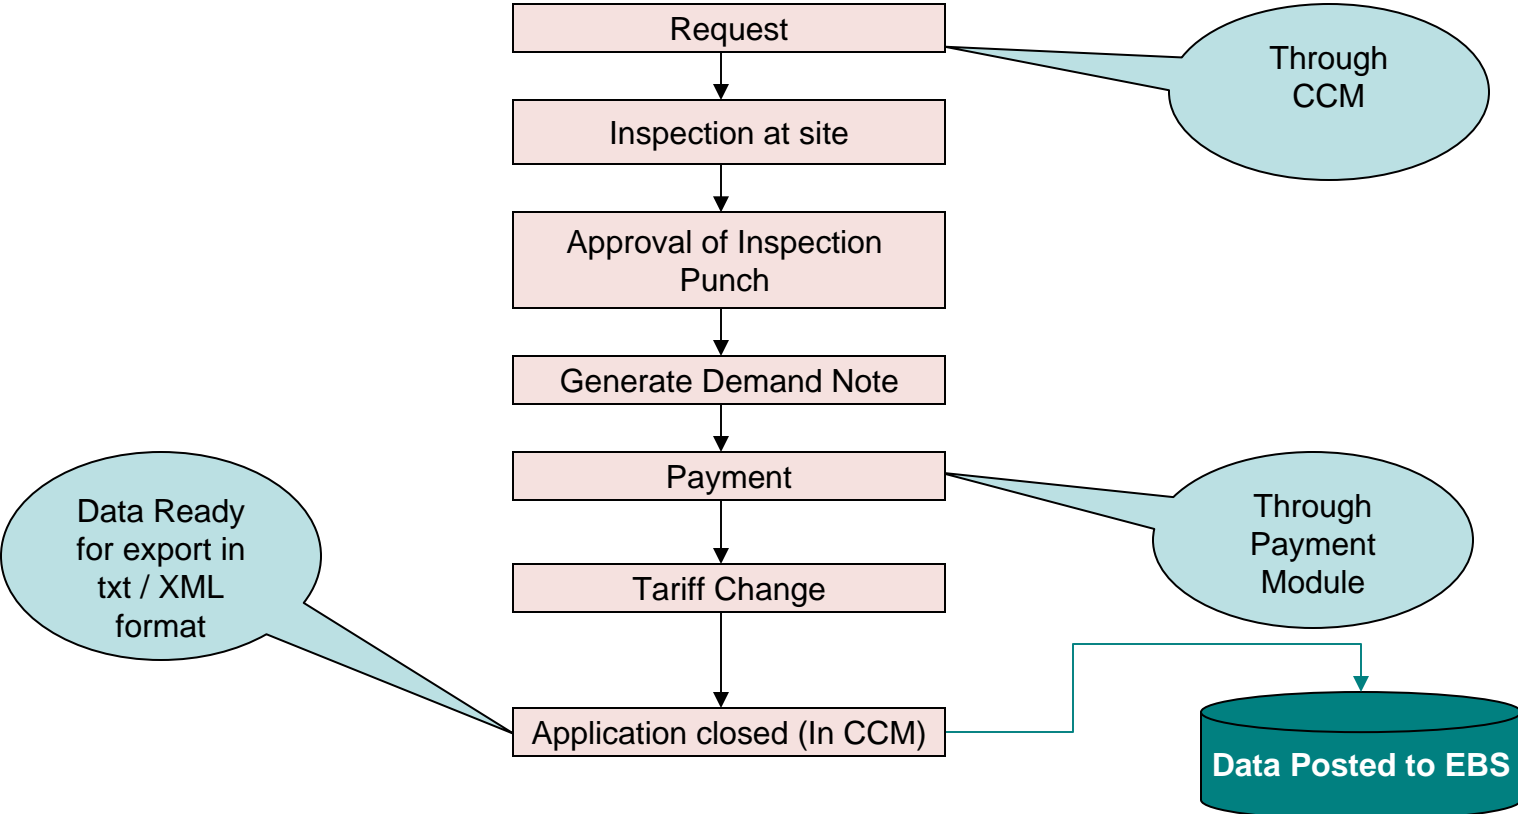 Request
Through
CCM
Inspection at site
Approval of Inspection
Punch
Generate Demand Note
Payment
Data Ready
for export in
txt / XML
format
Through
Payment
Module
Tariff Change
Application closed (In CCM)
Data Posted to EBS